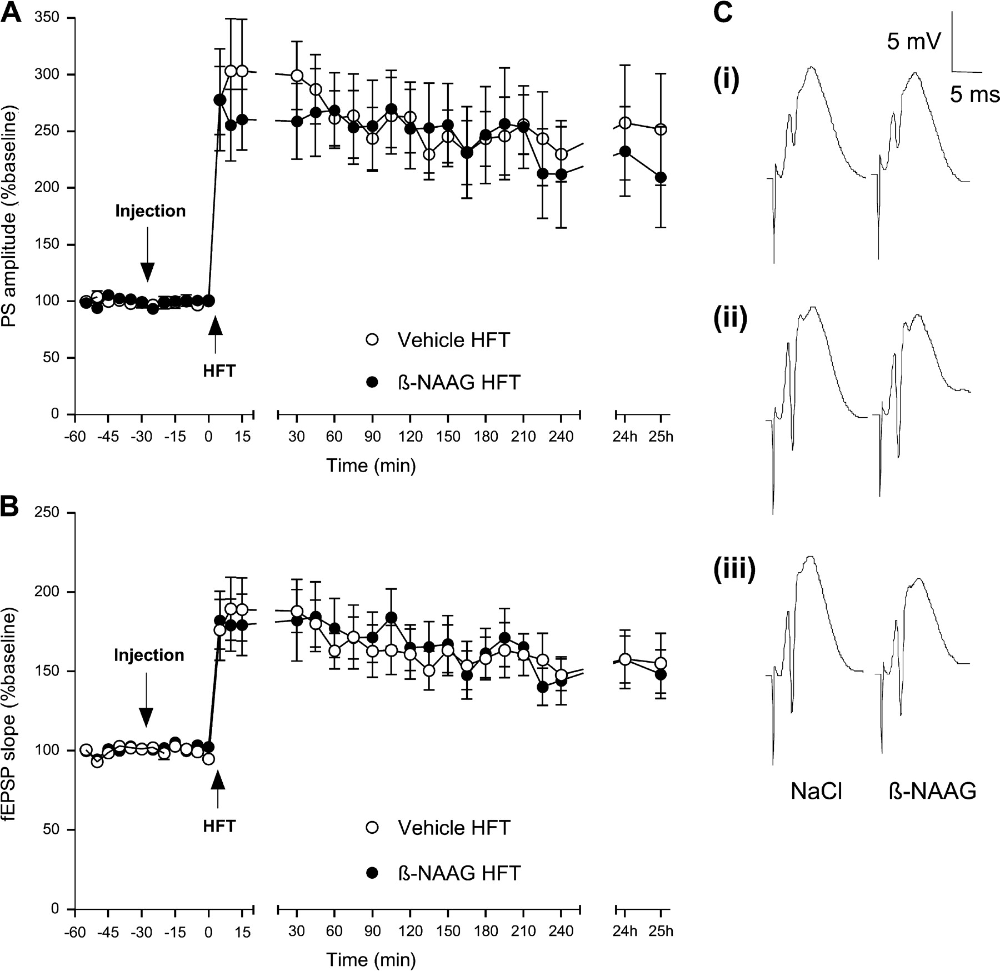 A
PS amplitude (%baseline)
350
300
250
200
150
100
50
0
Injection
HFT
Vehicle HFT
ß-NAAG HFT
-60 -45 -30 -15 0 15 30 60 90 120 150 180 210 240 24h 25h
Time (min)
B
fEPSP slope (%baseline)
250
200
150
100
50
0
Injection
HFT
Vehicle HFT
ß-NAAG HFT
-60 -45 -30 -15 0 15 30 60 90 120 150 180 210 240 24h 25h
Time (min)
C
5 mV
5 ms
(i)
(ii)
(iii)
NaCl ß-NAAG